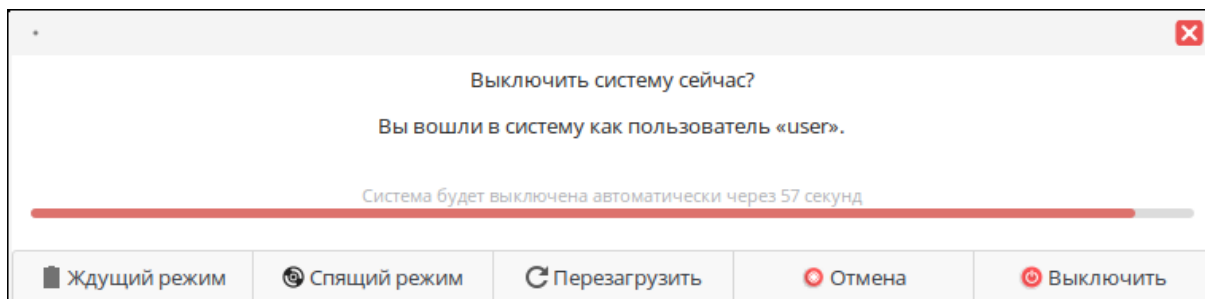 Выключить систему сейчас?
Вы вошли в систему как пользователь «user».
Система будет выключена автоматически через 57 секунд
Ждущий режим Спящий режим Перезагрузить Отмена Выключить